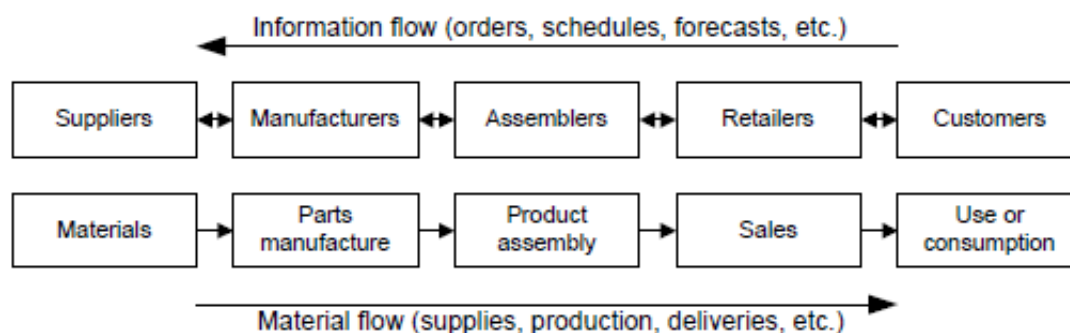 Information flow (orders, schedules, forecasts, etc.)
Suppliers
Manufacturers
Assemblers
Retailers
Customers
Materials
Parts
manufacture
Product
assembly
Sales
Use or
consumption
Material flow (supplies, production, deliveries, etc.)